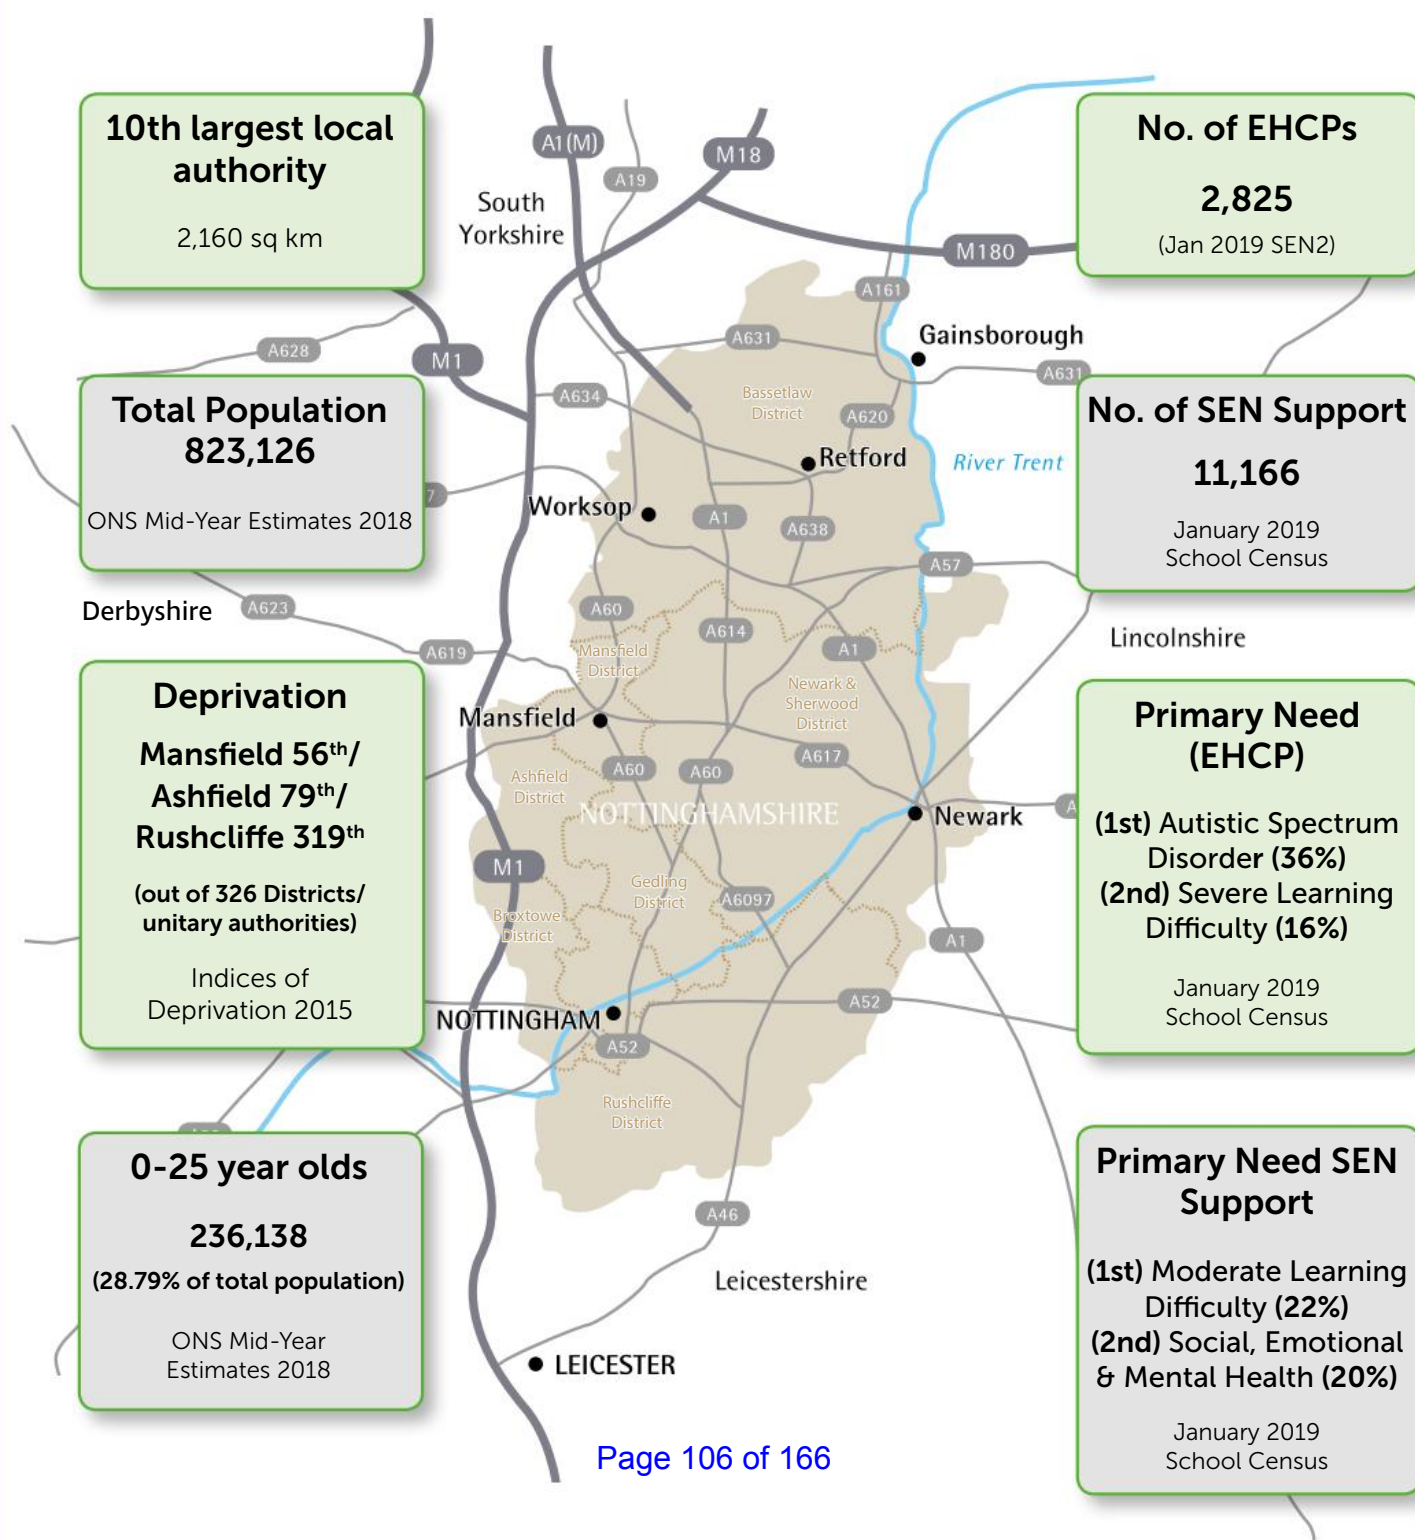 10th largest local
authority
2,160 sq km
Total Population
823,126
ONS Mid-Year Estimates 2018
Deprivation
Mansfield 56th/
Ashfield 79th/
Rushcliffe 319th
(out of 326 Districts/
unitary authorities)
Indices of
Deprivation 2015
0-25 year olds
236,138
(28.79% of total population)
ONS Mid-Year
Estimates 2018
A1(M)
M18
A19
South
Yorkshire
M180
A161
A628
M1
A631
Gainsborough
A631
A634
Bassetlaw
District
A620
Retford
River Trent
7
Worksop
A1
A638
A57
Derbyshire
A623
A60
A614
A619
A1
Lincolnshire
Mansfield
District
Newark &
Sherwood
District
Mansfield
A617
A60
A60
Ashfield
District
NOTTINGHAMSHIRE
Newark
A
M1
Gedling
District
A6097
Broxtowe
District
A1
A52
NOTTINGHAM
A52
Rushcliffe
District
A46
Leicestershire
LEICESTER
No. of EHCPs
2,825
(Jan 2019 SEN2)
No. of SEN Support
11,166
January 2019
School Census
Primary Need
(EHCP)
(1st) Autistic Spectrum
Disorder (36%)
(2nd) Severe Learning
Difficulty (16%)
January 2019
School Census
Primary Need SEN
Support
(1st) Moderate Learning
Difficulty (22%)
(2nd) Social, Emotional
& Mental Health (20%)
January 2019
School Census
Page 106 of 166